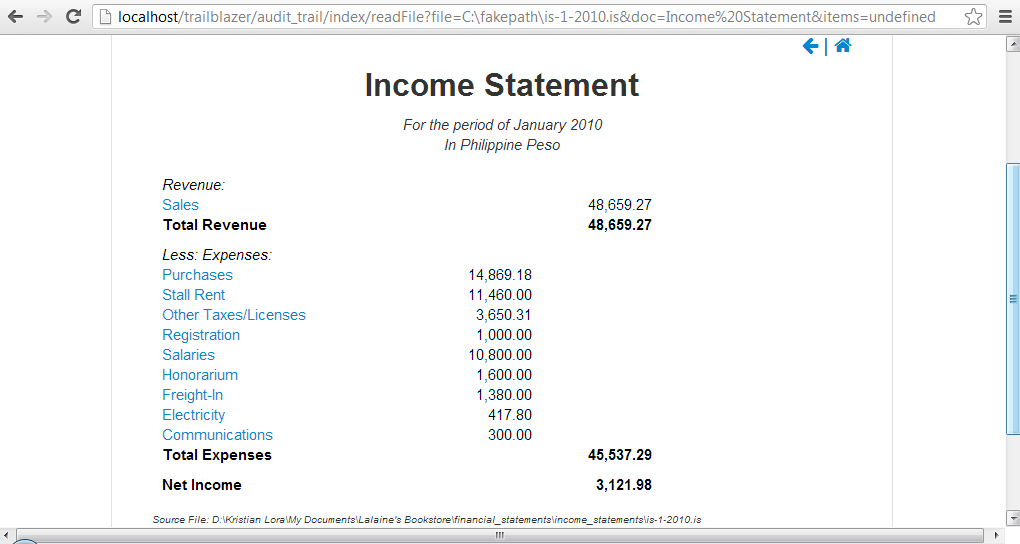 localhost/trailblazer/audit_trail/index/readFile?file=C:\fakepath\is-1-2010.is&doc=Income%20Statement&items=undefined
|
Income Statement
For the period of January 2010
In Philippine Peso
Revenue:
Sales 48,659.27
Total Revenue 48,659.27
Less: Expenses:
Purchases 14,869.18
Stall Rent 11,460.00
Other Taxes/Licenses 3,650.31
Registration 1,000.00
Salaries 10,800.00
Honorarium 1,600.00
Freight-In 1,380.00
Electricity 417.80
Communications 300.00
Total Expenses 45,537.29
Net Income 3,121.98
Source File: D:\Kristian Lora\My Documents\Lalaine's Bookstore\financial_statements\income_statements\is-1-2010.is